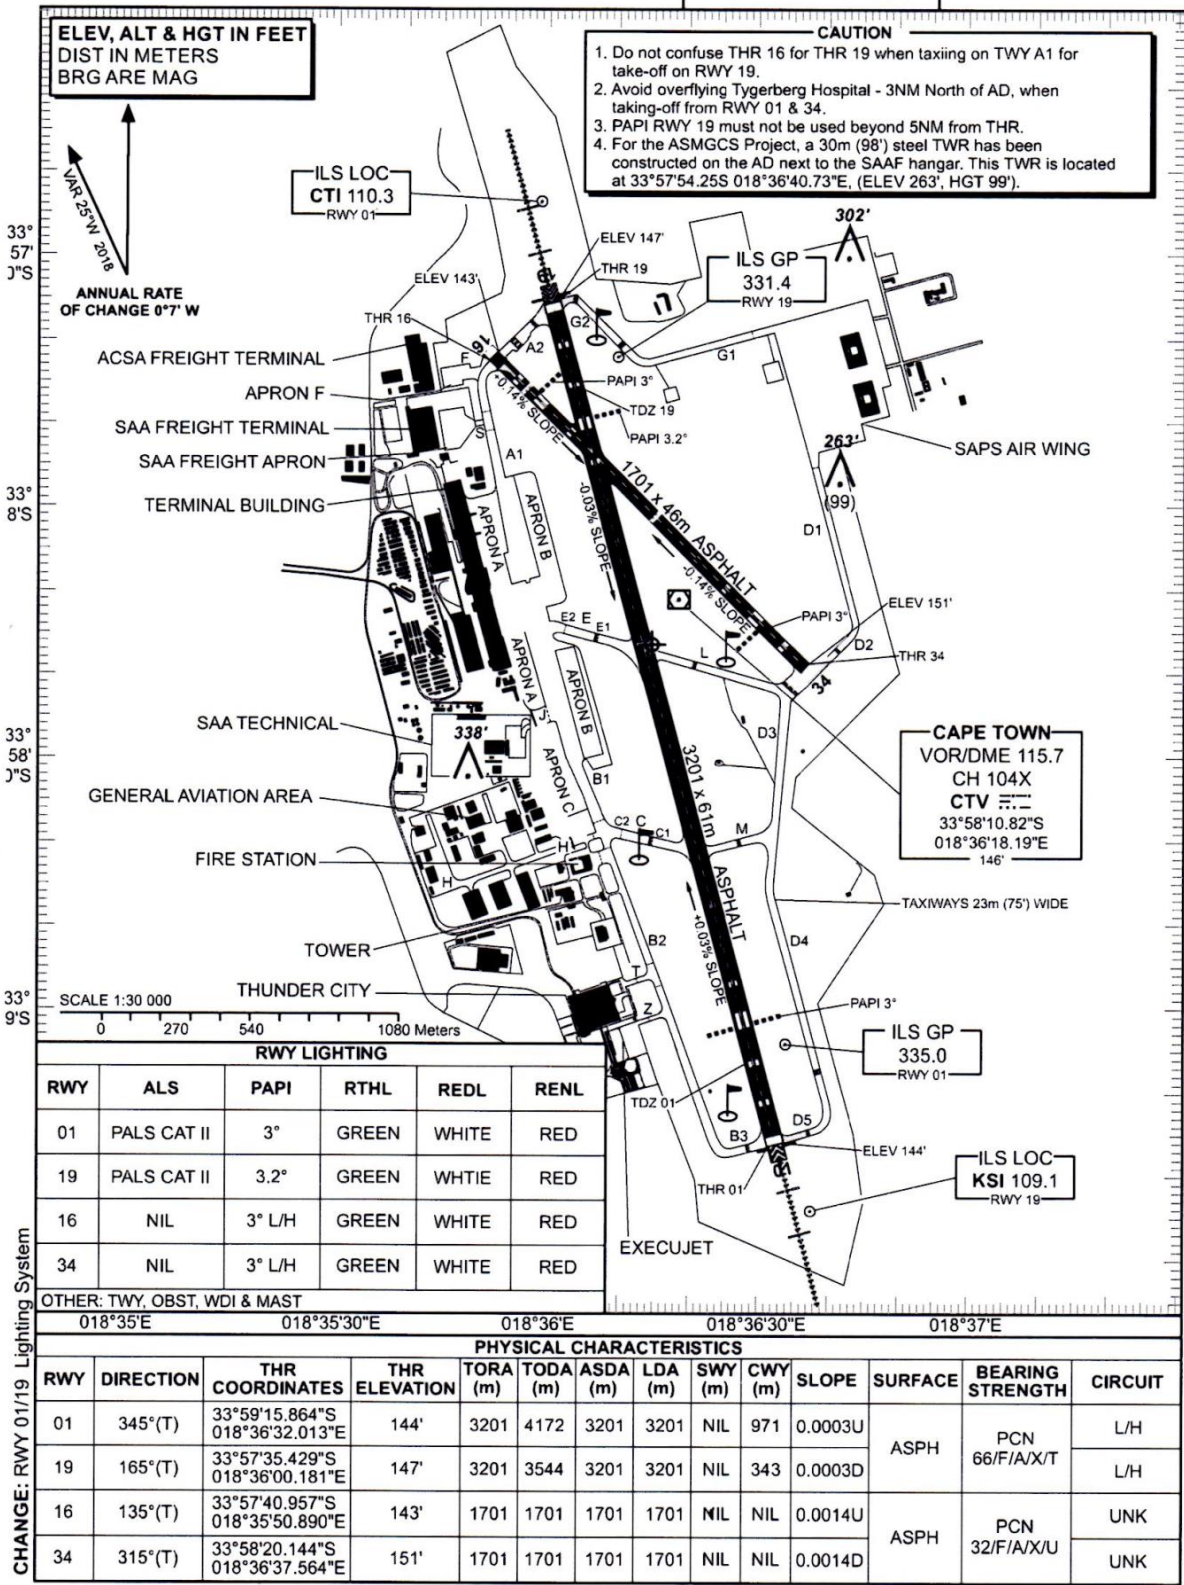 ELEV, ALT & HGT IN FEET
DIST IN METERS
BRG ARE MAG
CAUTION
1. Do not confuse THR 16 for THR 19 when taxiing on TWY A1 for
take-off on RWY 19.
2. Avoid overflying Tygerberg Hospital - 3NM North of AD, when
taking-off from RWY 01 & 34.
3. PAPI RWY 19 must not be used beyond 5NM from THR.
4. For the ASMGCS Project, a 30m (98') steel TWR has been
constructed on the AD next to the SAAF hangar. This TWR is located
at 33°57'54.25S 018°36'40.73"E, (ELEV 263', HGT 99').
VAR 25°W 2018
ANNUAL RATE
OF CHANGE 0°7' W
ILS LOC
CTI 110.3
RWY 01
33°
57'
0"S
ELEV 147'
THR 19
ELEV 143'
THR 16
302'
ILS GP
331.4
RWY 19
ACSA FREIGHT TERMINAL
APRON F
SAA FREIGHT TERMINAL
SAA FREIGHT APRON
TERMINAL BUILDING
F
16
A2
G2
G1
+0.14% SLOPE
PAPI 3°
TDZ 19
PAPI 3.2°
S
A1
SAPS AIR WING
263'
(99)
33°
8'S
APRON A
APRON B
-0.03% SLOPE
1701 x 46m ASPHALT
-0.14% SLOPE
D1
PAPI 3°
ELEV 151'
D2
THR 34
34
E2 E E1
L
APRON A
APRON B
S
SAA TECHNICAL
338'
33°
58'
0"S
D3
CAPE TOWN
VOR/DME 115.7
CH 104X
CTV
33°58'10.82"S
018°36'18.19"E
146'
GENERAL AVIATION AREA
APRON C
B1
3201 x 61m
C2 C C1
M
FIRE STATION
H
H
ASPHALT
TAXIWAYS 23m (75') WIDE
TOWER
B2
+0.03% SLOPE
D4
THUNDER CITY
T
Z
33°
9'S
SCALE 1:30 000
0 270 540 1080 Meters
PAPI 3°
ILS GP
335.0
RWY 01
TDZ 01
B3
D5
ELEV 144'
THR 01
ILS LOC
KSI 109.1
RWY 19
EXECUJET
RWY LIGHTING
RWY ALS PAPI RTHL REDL RENL
01 PALS CAT II 3° GREEN WHITE RED
19 PALS CAT II 3.2° GREEN WHTIE RED
16 NIL 3° L/H GREEN WHITE RED
34 NIL 3° L/H GREEN WHITE RED
OTHER: TWY, OBST, WDI & MAST
018°35'E 018°35'30"E 018°36'E 018°36'30"E 018°37'E
PHYSICAL CHARACTERISTICS
RWY DIRECTION THR COORDINATES THR ELEVATION TORA (m) TODA (m) ASDA (m) LDA (m) SWY (m) CWY (m) SLOPE SURFACE BEARING STRENGTH CIRCUIT
01 345°(T) 33°59'15.864"S 018°36'32.013"E 144' 3201 4172 3201 3201 NIL 971 0.0003U ASPH PCN 66/F/A/X/T L/H
19 165°(T) 33°57'35.429"S 018°36'00.181"E 147' 3201 3544 3201 3201 NIL 343 0.0003D L/H
16 135°(T) 33°57'40.957"S 018°35'50.890"E 143' 1701 1701 1701 1701 NIL NIL 0.0014U ASPH PCN 32/F/A/X/U UNK
34 315°(T) 33°58'20.144"S 018°36'37.564"E 151' 1701 1701 1701 1701 NIL NIL 0.0014D UNK
CHANGE: RWY 01/19 Lighting System